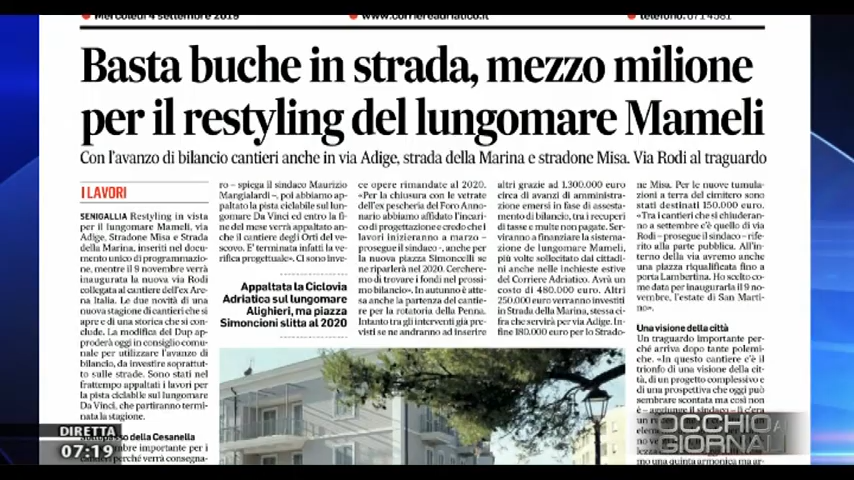 Mercoledì 4 settembre 2019
www.corriereadriatico.it
Basta buche in strada, mezzo milione
per il restyling del lungomare Mameli
Con l'avanzo di bilancio cantieri anche in via Adige, strada della Marina e stradone Misa. Via Rodi al traguardo
I LAVORI
SENIGALLIA Restyling in vista
per il lungomare Mameli, via
Adige, Stradone Misa e Strada
della Marina, inseriti nel docu-
mento unico di programmazio-
ne, mentre il 9 novembre verrà
inaugurata la nuova via Rodi
collegata al cantiere dell'ex Are-
na Italia. Le due novità di una
nuova stagione di cantieri che si
apre e di una storica che si con-
clude. La modifica del Dup ap-
proderà oggi in consiglio comu-
nale per utilizzare l'avanzo di
bilancio, da investire soprattut-
to sulle strade. Sono stati nel
frattempo appaltati i lavori per
la pista ciclabile sul lungomare
Da Vinci, che partiranno termi-
nata la stagione.
della Cesanella
importante per i
perché verrà consegna-
ro – spiega il sindaco Maurizio
Mangialardi –, poi abbiamo ap-
paltato la pista ciclabile sul lun-
gomare Da Vinci ed entro la fi-
ne del mese verrà appaltato an-
che il cantiere degli Orti del ve-
scovo. E' terminata infatti la ve-
rifica progettuale». Ci sono inve-
Appaltata la Ciclovia
Adriatica sul lungomare
Alighieri, ma piazza
Simoncioni slitta al 2020
ce opere rimandate al 2020.
«Per la chiusura con le vetrate
dell'ex pescheria del Foro Anno-
nario abbiamo affidato l'incari-
co di progettazione e credo che i
lavori inizieranno a marzo –
prosegue il sindaco -, anche per
la nuova piazza Simoncelli se
ne riparlerà nel 2020. Cerchere-
mo di trovare i fondi nel prossi-
mo bilancio». In autunno è atte-
sa anche la partenza del cantie-
re per la rotatoria della Penna.
Intanto tra gli interventi già pre-
visti se ne andranno ad inserire
altri grazie ad 1.300.000 euro
circa di avanzi di amministra-
zione emersi in fase di assesta-
mento di bilancio, tra i recuperi
di tasse e multe non pagate. Ser-
viranno a finanziare la sistema-
zione del lungomare Mameli,
più volte sollecitato dai cittadi-
ni anche nelle inchieste estive
del Corriere Adriatico. Avrà un
costo di 480.000 euro. Altri
250.000 euro verranno investiti
in Strada della Marina, stessa ci-
fra che servirà per via Adige. In-
fine 180.000 euro per lo Strado-
ne Misa. Per le nuove tumula-
zioni a terra del cimitero sono
stati destinati 150.000 euro.
«Tra i cantieri che si chiuderan-
no a settembre c'è quello di via
Rodi – prosegue il sindaco – rife-
rito alla parte pubblica. All'in-
terno della via avremo anche
una piazza riqualificata fino a
porta Lambertina. Ho scelto co-
me data per inaugurarla il 9 no-
vembre, l'estate di San Marti-
no».
Una visione della città
Un traguardo importante per-
ché arriva dopo tante polemi-
che. «In questo cantiere c'è il
trionfo di una visione della cit-
tà, di un progetto complessivo e
di una prospettiva che oggi può
sembrare scontata ma così non
è – aggiunge il sindaco – lì c'era
una quinta armonica ma ar-
DIRETTA
07:19
OCCHIO AI
GIORNALI